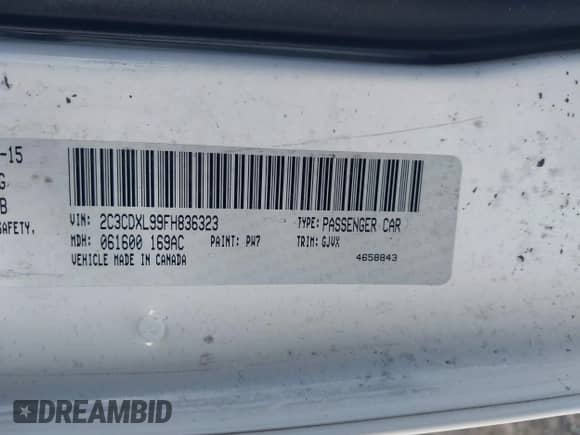 -15
G
B
SAFETY,
VIN: 2C3CDXL99FH836323 TYPE: PASSENGER CAR
MDH: 061600 169AC PAINT: PW7 TRIM: GJVX
VEHICLE MADE IN CANADA 4658843
DREAMBID